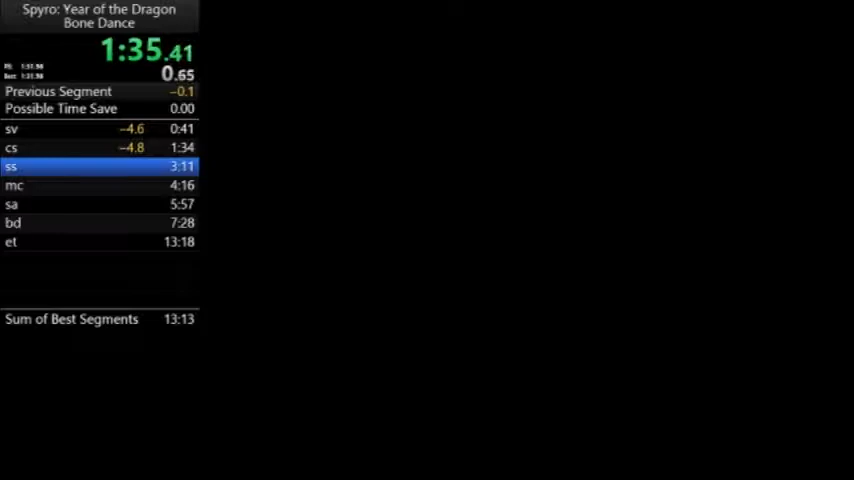 Spyro: Year of the Dragon
Bone Dance
1:35.41
0.65
Previous Segment −0.1
Possible Time Save 0.00
sv −4.6 0:41
cs −4.8 1:34
ss 3:11
mc 4:16
sa 5:57
bd 7:28
et 13:18
Sum of Best Segments 13:13